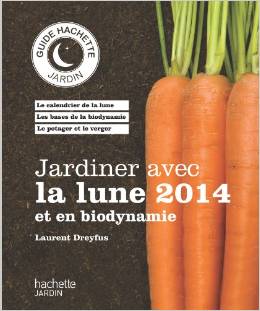 GUIDE HACHETTE
JARDIN
Le calendrier de la lune
Les bases de la biodynamie
Le potager et le verger
Jardiner avec
la lune 2014
et en biodynamie
Laurent Dreyfus
hachette
JARDIN